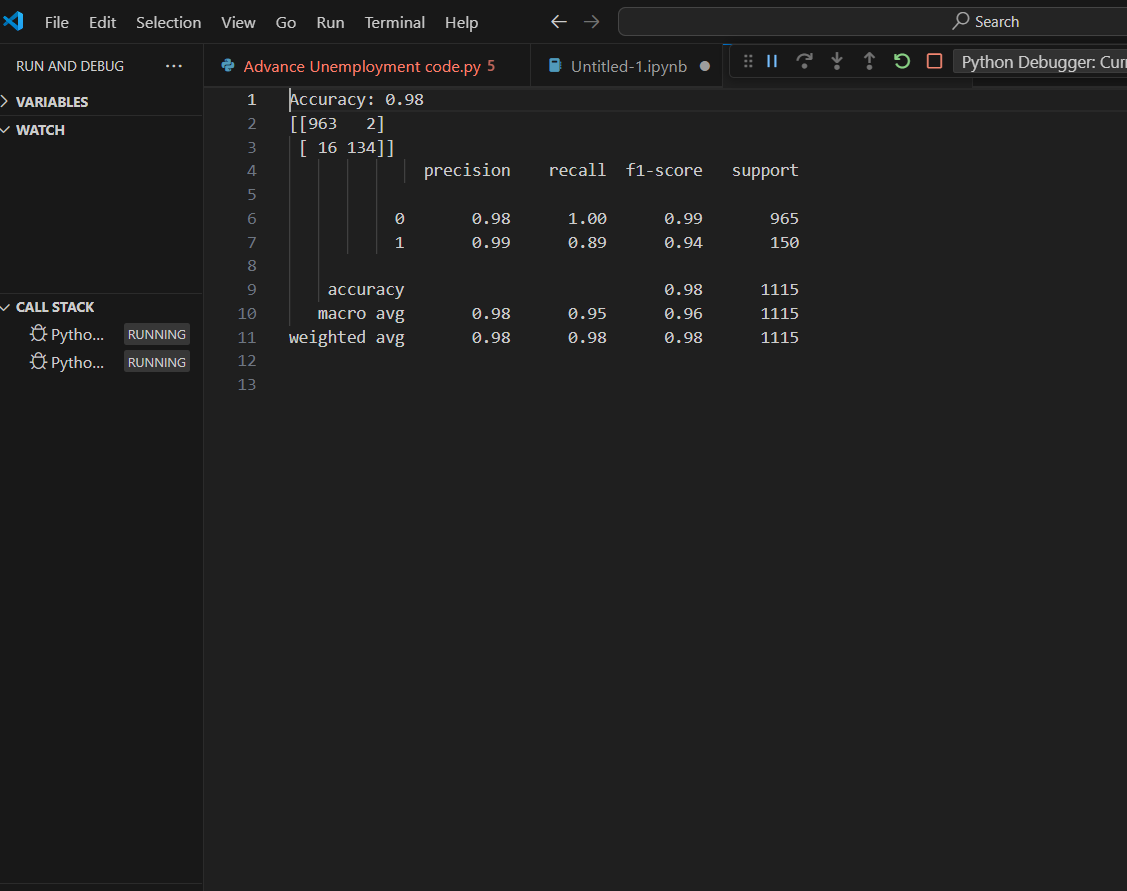 File Edit Selection View Go Run Terminal Help Search
RUN AND DEBUG ...
Advance Unemployment code.py 5 Untitled-1.ipynb Python Debugger: Curr
VARIABLES
WATCH
CALL STACK
Pytho... RUNNING
Pytho... RUNNING
1 Accuracy: 0.98
2 [[963   2]
3  [ 16 134]]
4               precision    recall  f1-score   support
5
6            0       0.98      1.00      0.99       965
7            1       0.99      0.89      0.94       150
8
9     accuracy                           0.98      1115
10    macro avg       0.98      0.95      0.96      1115
11 weighted avg       0.98      0.98      0.98      1115
12
13